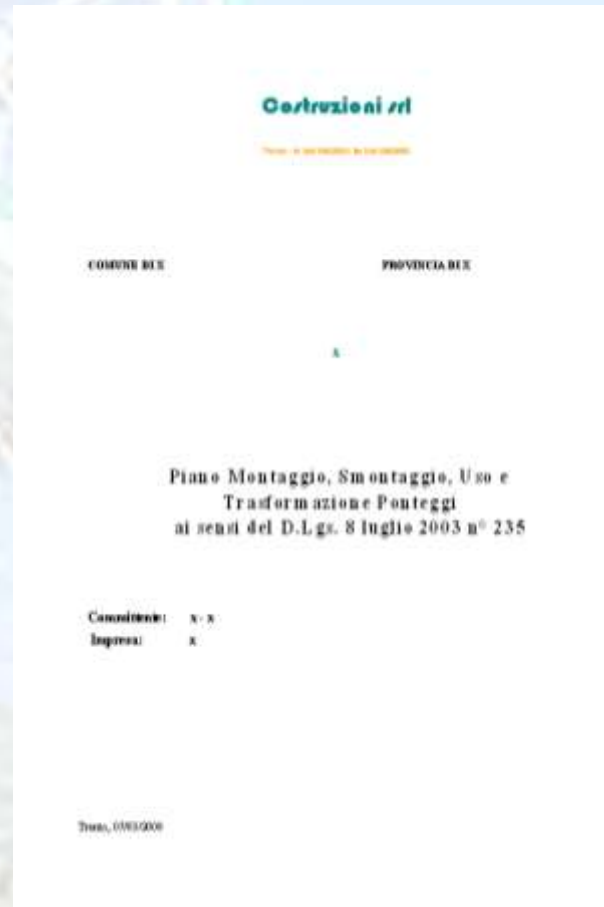 Costruzioni srl
COMUNE DI X PROVINCIA DI X
x
Piano Montaggio, Smontaggio, Uso e
Trasformazione Ponteggi
ai sensi del D.Lgs. 8 luglio 2003 n° 235
Committente: x - x
Impresa: x